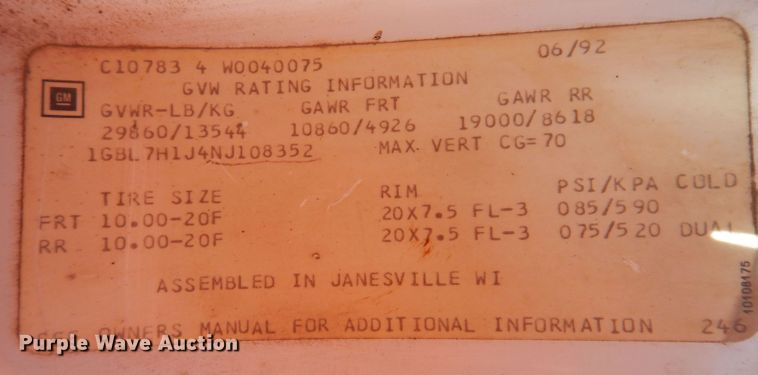 C10783 4 W0040075 06/92
GVW RATING INFORMATION
GM
GVWR-LB/KG GAWR FRT GAWR RR
29860/13544 10860/4926 19000/8618
1GBL7H1J4NJ108352 MAX. VERT CG=70
TIRE SIZE RIM PSI/KPA COLD
FRT 10.00-20F 20X7.5 FL-3 085/590
RR 10.00-20F 20X7.5 FL-3 075/520 DUAL
ASSEMBLED IN JANESVILLE WI
OWNERS MANUAL FOR ADDITIONAL INFORMATION 246
10108175
Purple Wave Auction